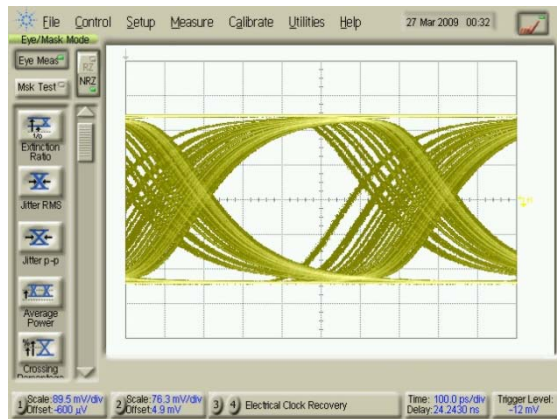 File Control Setup Measure Calibrate Utilities Help 27 Mar 2009 00:32
Eye/Mask Mode
Eye Meas
RZ
NRZ
Msk Test
Extinction
Ratio
Jitter RMS
Jitter p-p
Average
Power
Crossing
1) Scale:89.5 mV/div
Offset:-600 µV
2) Scale:76.3 mV/div
Offset:4.9 mV
3) 4) Electrical Clock Recovery
Time: 100.0 ps/div
Delay:24.2430 ns
Trigger Level:
-12 mV